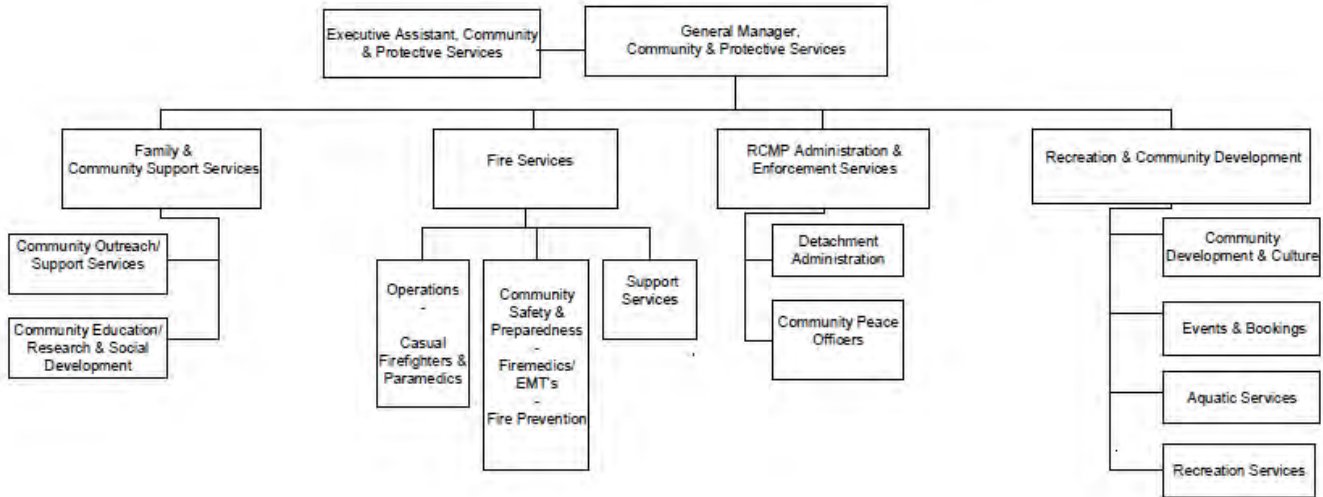 Executive Assistant, Community
& Protective Services
General Manager,
Community & Protective Services
Family &
Community Support Services
Fire Services
RCMP Administration &
Enforcement Services
Recreation & Community Development
Community Outreach/
Support Services
Community Education/
Research & Social
Development
Operations
-
Casual
Firefighters &
Paramedics
Community
Safety &
Preparedness
-
Firemedics/
EMT's
-
Fire Prevention
Support
Services
Detachment
Administration
Community Peace
Officers
Community
Development & Culture
Events & Bookings
Aquatic Services
Recreation Services